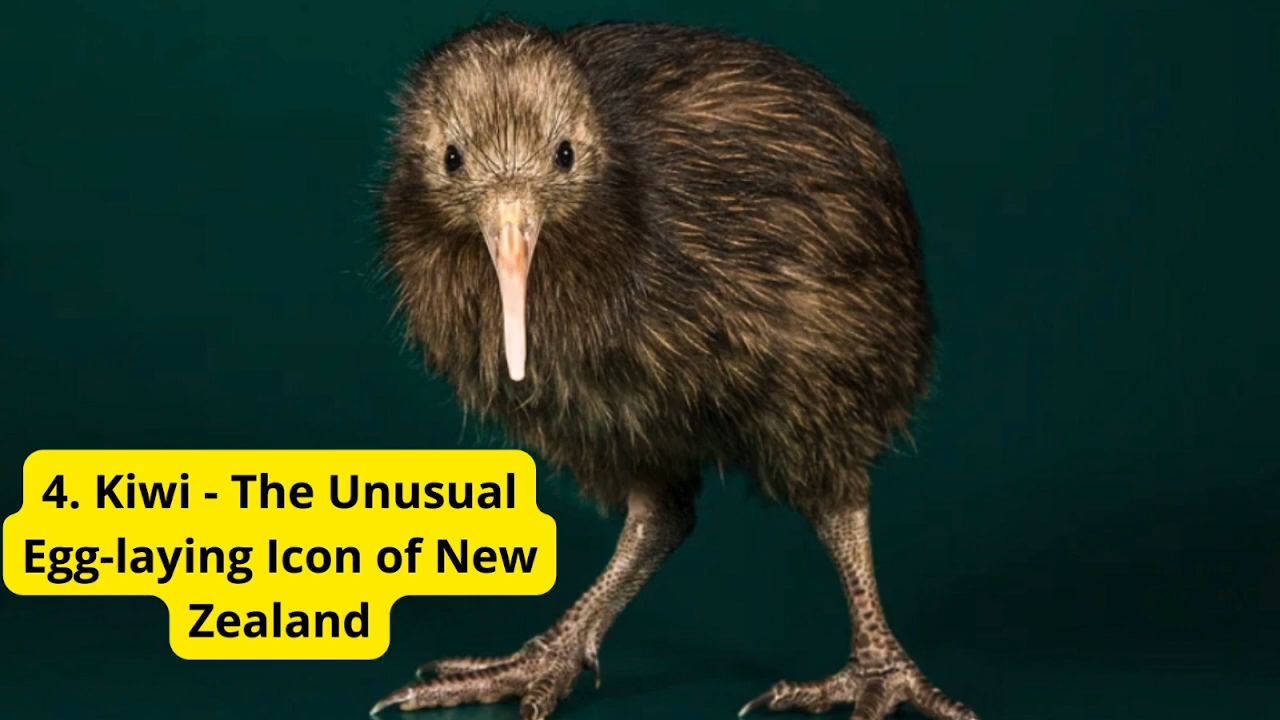 4. Kiwi - The Unusual
Egg-laying Icon of New
Zealand